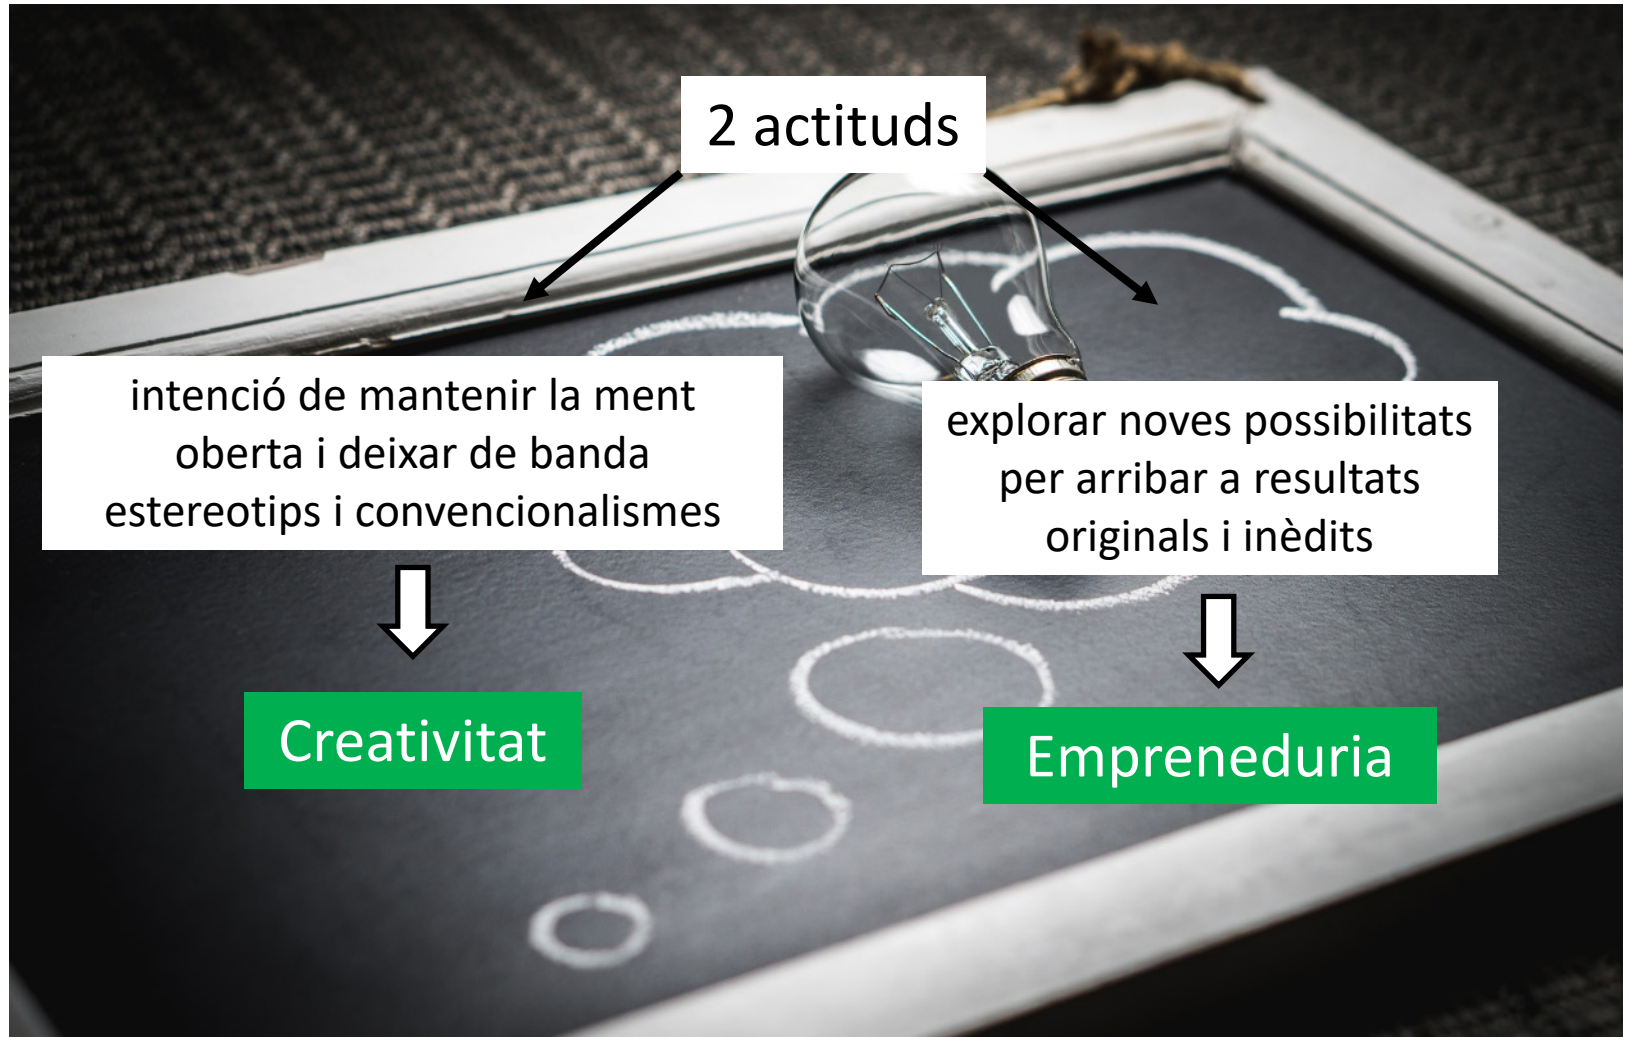 2 actituds
intenció de mantenir la ment
oberta i deixar de banda
estereotips i convencionalismes
explorar noves possibilitats
per arribar a resultats
originals i inèdits
Creativitat
Empreneduria